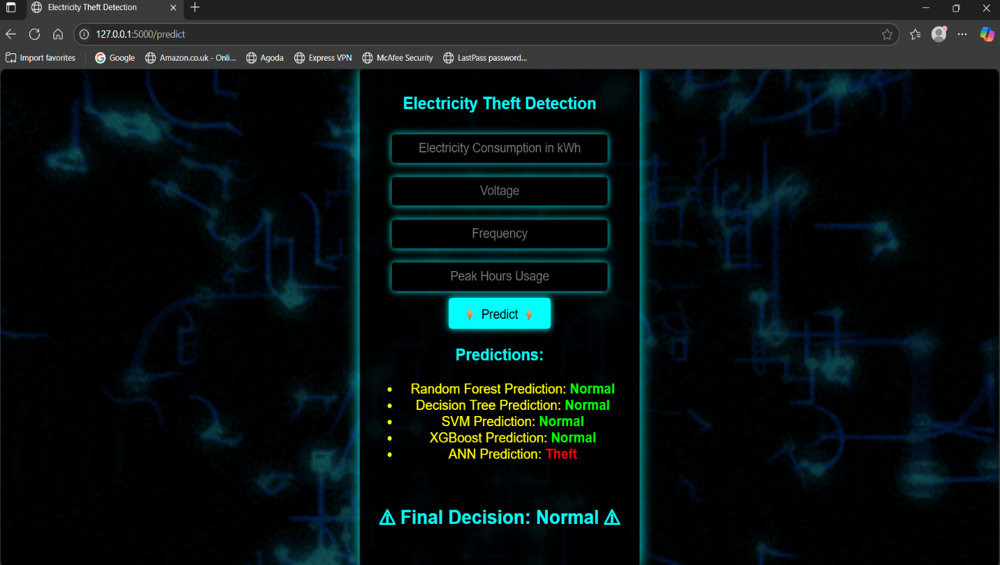 Electricity Theft Detection
127.0.0.1:5000/predict
Import favorites Google Amazon.co.uk - Onli... Agoda Express VPN McAfee Security LastPass password...
Electricity Theft Detection
Electricity Consumption in kWh
Voltage
Frequency
Peak Hours Usage
⚡ Predict ⚡
Predictions:
• Random Forest Prediction: Normal
• Decision Tree Prediction: Normal
• SVM Prediction: Normal
• XGBoost Prediction: Normal
• ANN Prediction: Theft
⚠ Final Decision: Normal ⚠